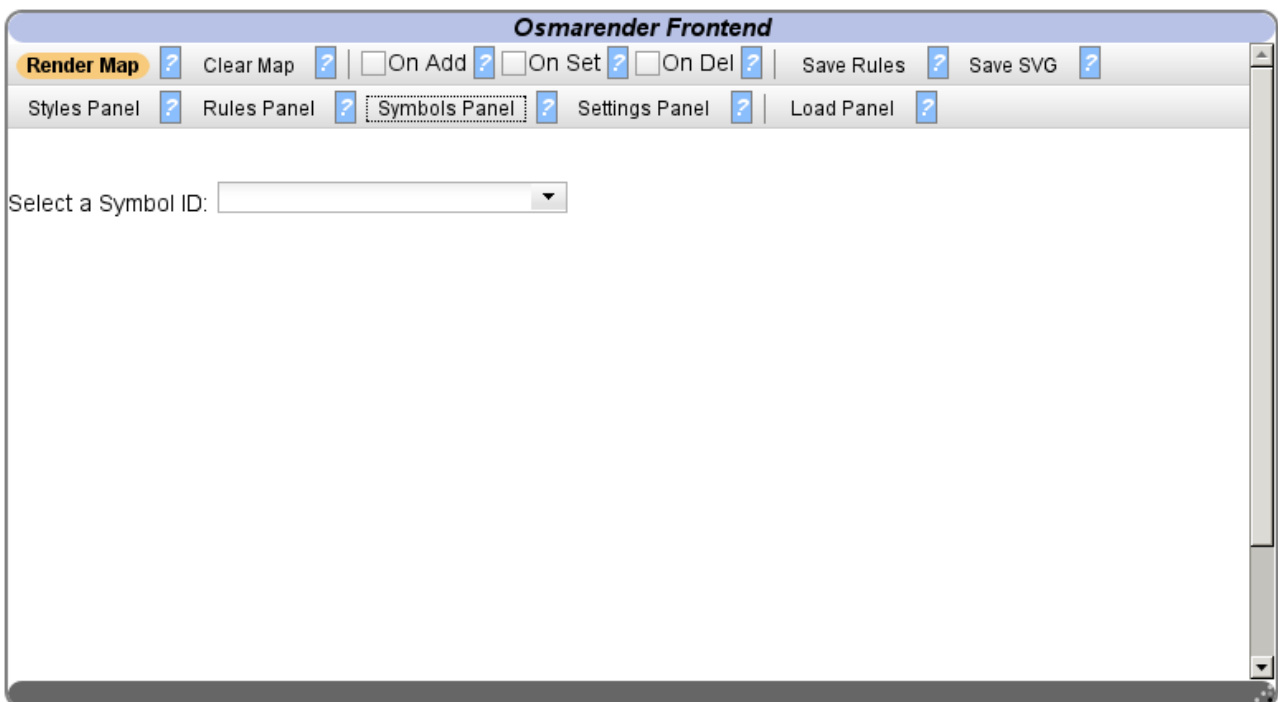 Osmarender Frontend
Render Map ? Clear Map ? On Add ? On Set ? On Del ? Save Rules ? Save SVG ?
Styles Panel ? Rules Panel ? Symbols Panel ? Settings Panel ? Load Panel ?
Select a Symbol ID: